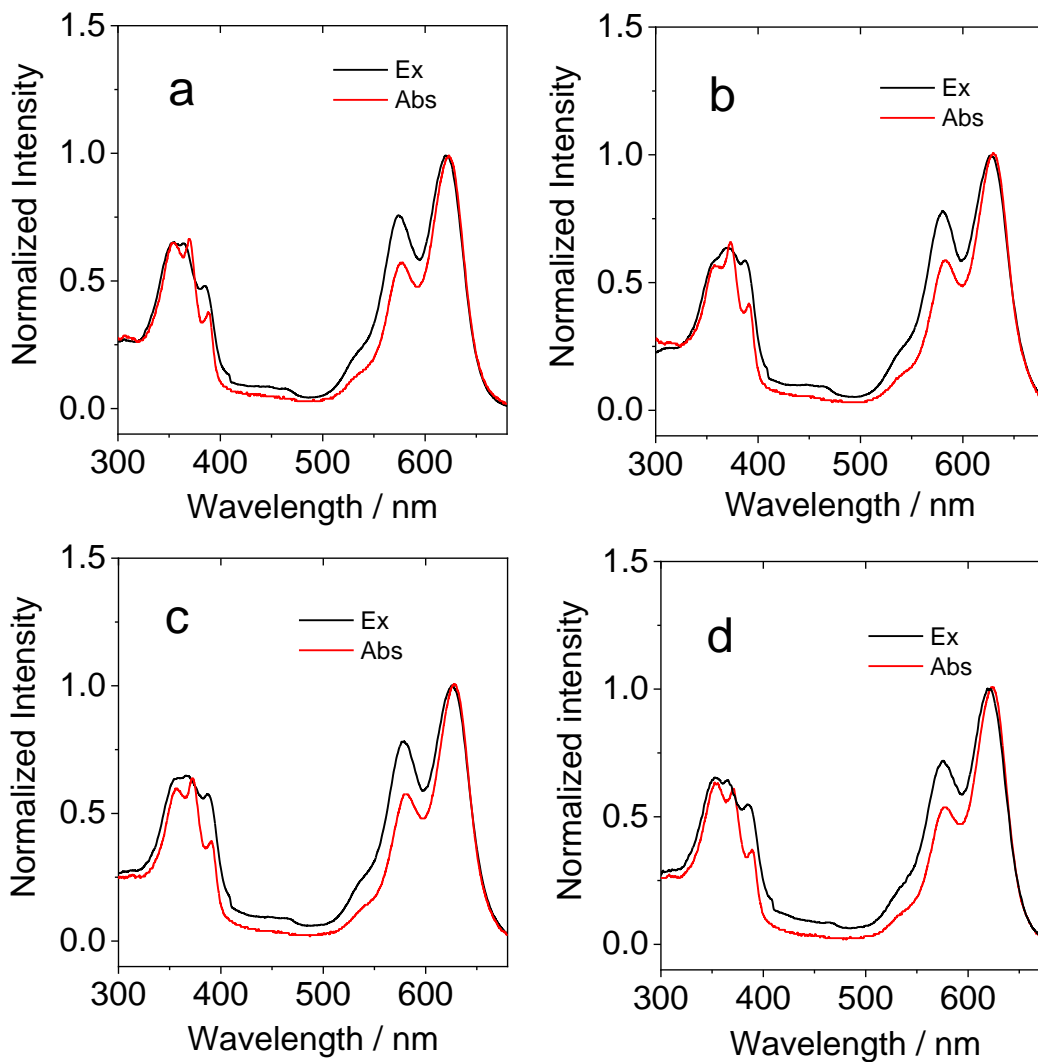 1.5
1.0
0.5
0.0
Normalized Intensity
a
Ex
Abs
300 400 500 600
Wavelength / nm
1.5
1.0
0.5
0.0
Normalized Intensity
b
Ex
Abs
300 400 500 600
Wavelength / nm
1.5
1.0
0.5
0.0
Normalized Intensity
c
Ex
Abs
300 400 500 600
Wavelength / nm
1.5
1.0
0.5
0.0
Normalized intensity
d
Ex
Abs
300 400 500 600
Wavelength / nm